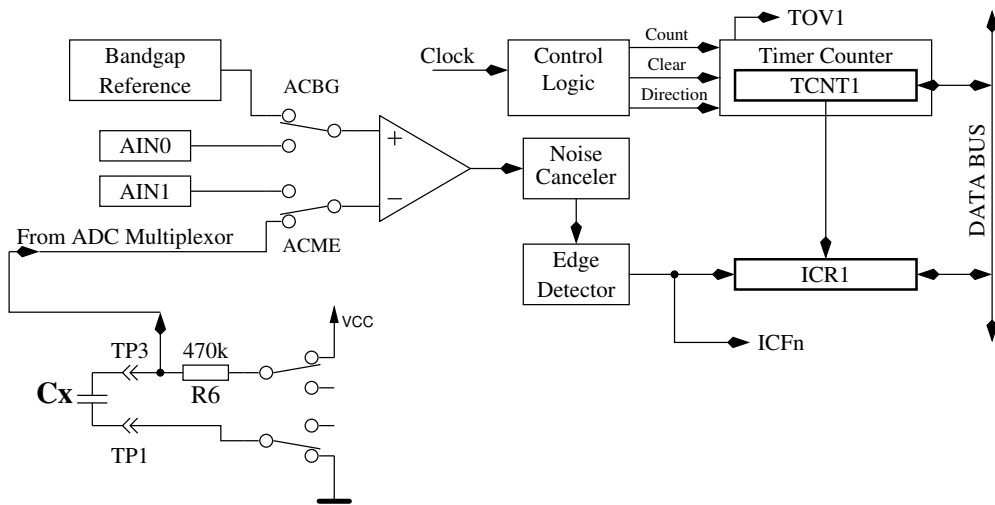 TOV1
Bandgap
Reference
ACBG
Clock
Control
Logic
Count
Clear
Direction
Timer Counter
TCNT1
AIN0
AIN1
+
−
Noise
Canceler
DATA BUS
From ADC Multiplexor
ACME
Edge
Detector
ICR1
VCC
ICFn
TP3
470k
R6
Cx
TP1